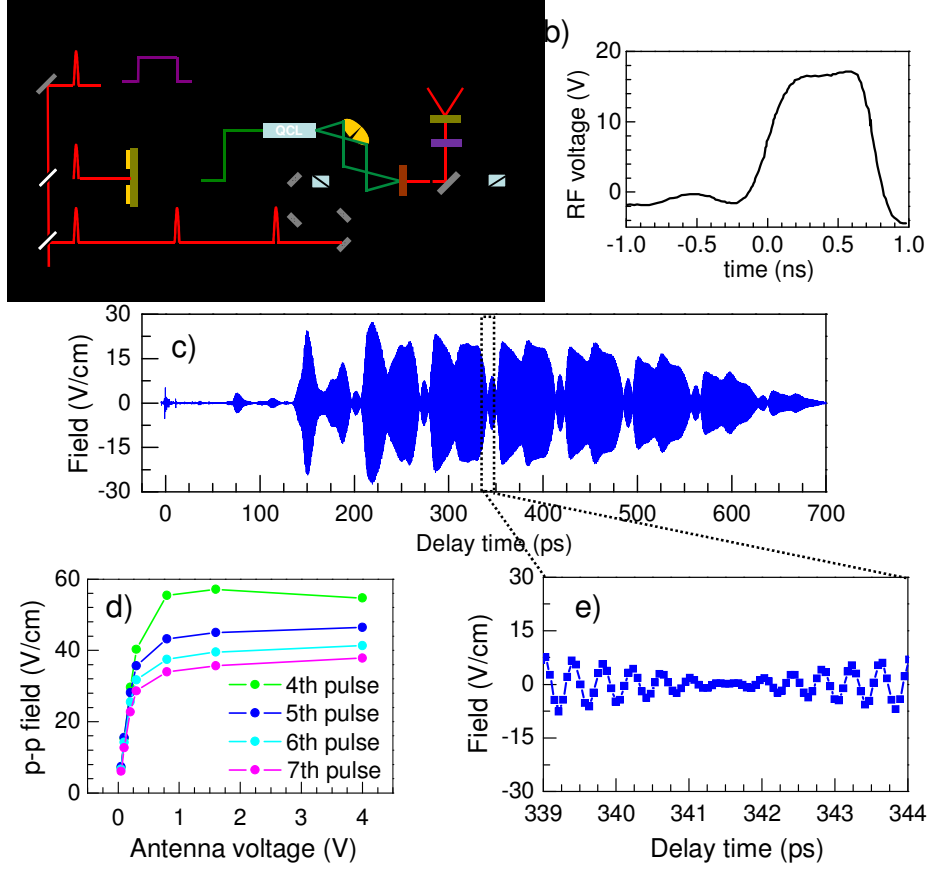 b)
QCL
20
10
0
RF voltage (V)
-1.0 -0.5 0.0 0.5 1.0
time (ns)
c)
30
15
0
-15
-30
Field (V/cm)
0 100 200 300 400 500 600 700
Delay time (ps)
d)
60
40
20
0
p-p field (V/cm)
4th pulse
5th pulse
6th pulse
7th pulse
0 1 2 3 4
Antenna voltage (V)
e)
30
15
0
-15
-30
Field (V/cm)
339 340 341 342 343 344
Delay time (ps)